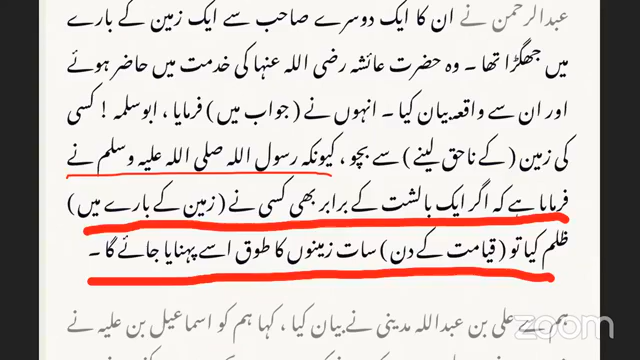 عبدالرحمن نے ان کا ایک دوسرے صاحب سے ایک زمین کے بارے
میں جھگڑا تھا ۔ وہ حضرت عائشہ رضی اللہ عنہا کی خدمت میں حاضر ہوئے
اور ان سے واقعہ بیان کیا ۔ انہوں نے ( جواب میں ) فرمایا ، ابوسلمہ ! کسی
کی زمین ( کے ناحق لینے ) سے بچو ، کیونکہ رسول اللہ صلی اللہ علیہ وسلم نے
فرمایا ہے کہ اگر ایک بالشت کے برابر بھی کسی نے ( زمین کے بارے میں )
ظلم کیا تو ( قیامت کے دن ) سات زمینوں کا طوق اسے پہنایا جائے گا ۔
ہم سے علی بن عبداللہ مدینی نے بیان کیا ، کہا ہم کو اسماعیل بن علیہ نے
zoom